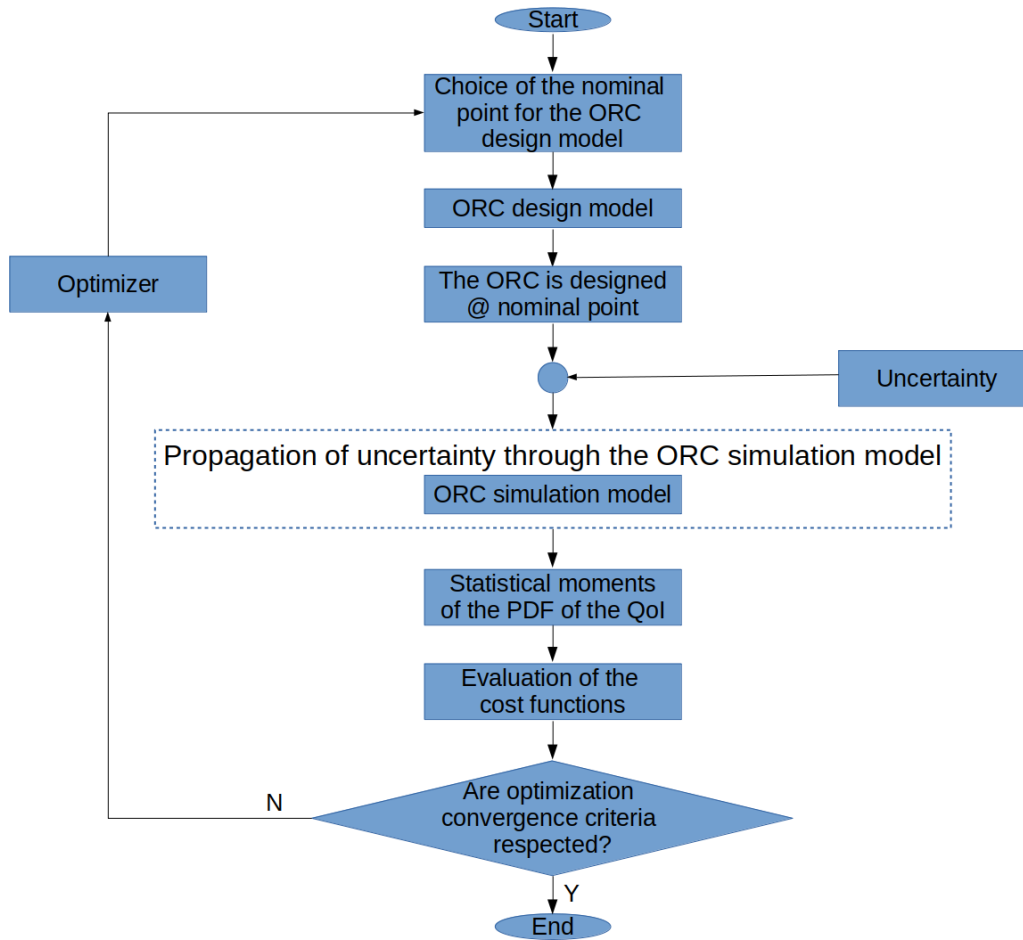 Start
Choice of the nominal
point for the ORC
design model
ORC design model
Optimizer
The ORC is designed
@ nominal point
Uncertainty
Propagation of uncertainty through the ORC simulation model
ORC simulation model
Statistical moments
of the PDF of the QoI
Evaluation of the
cost functions
N
Are optimization
convergence criteria
respected?
Y
End